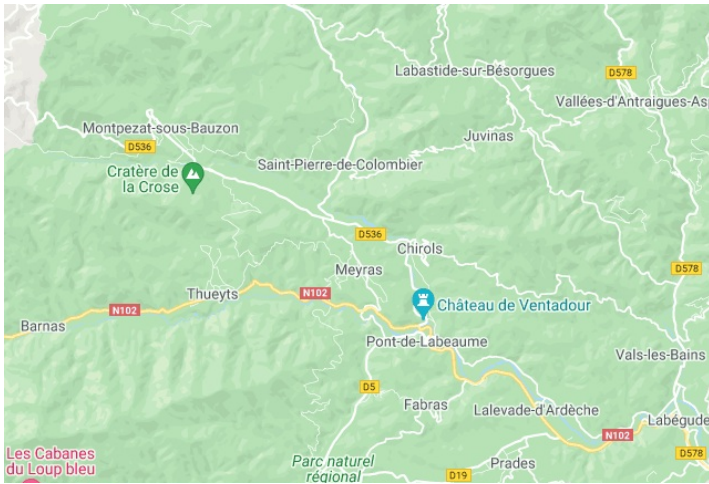 Labastide-sur-Bésorgues
D578
Vallées-d'Antraigues-Asp
Montpezat-sous-Bauzon
Juvinas
D536
Saint-Pierre-de-Colombier
Cratère de
la Crose
D536
Chirols
Meyras
D578
Thueyts
N102
N102
Château de Ventadour
Barnas
Pont-de-Labeaume
Vals-les-Bains
D5
Fabras
Lalevade-d'Ardèche
Labégude
N102
Les Cabanes
du Loup bleu
D578
Parc naturel
régional
Prades
D19